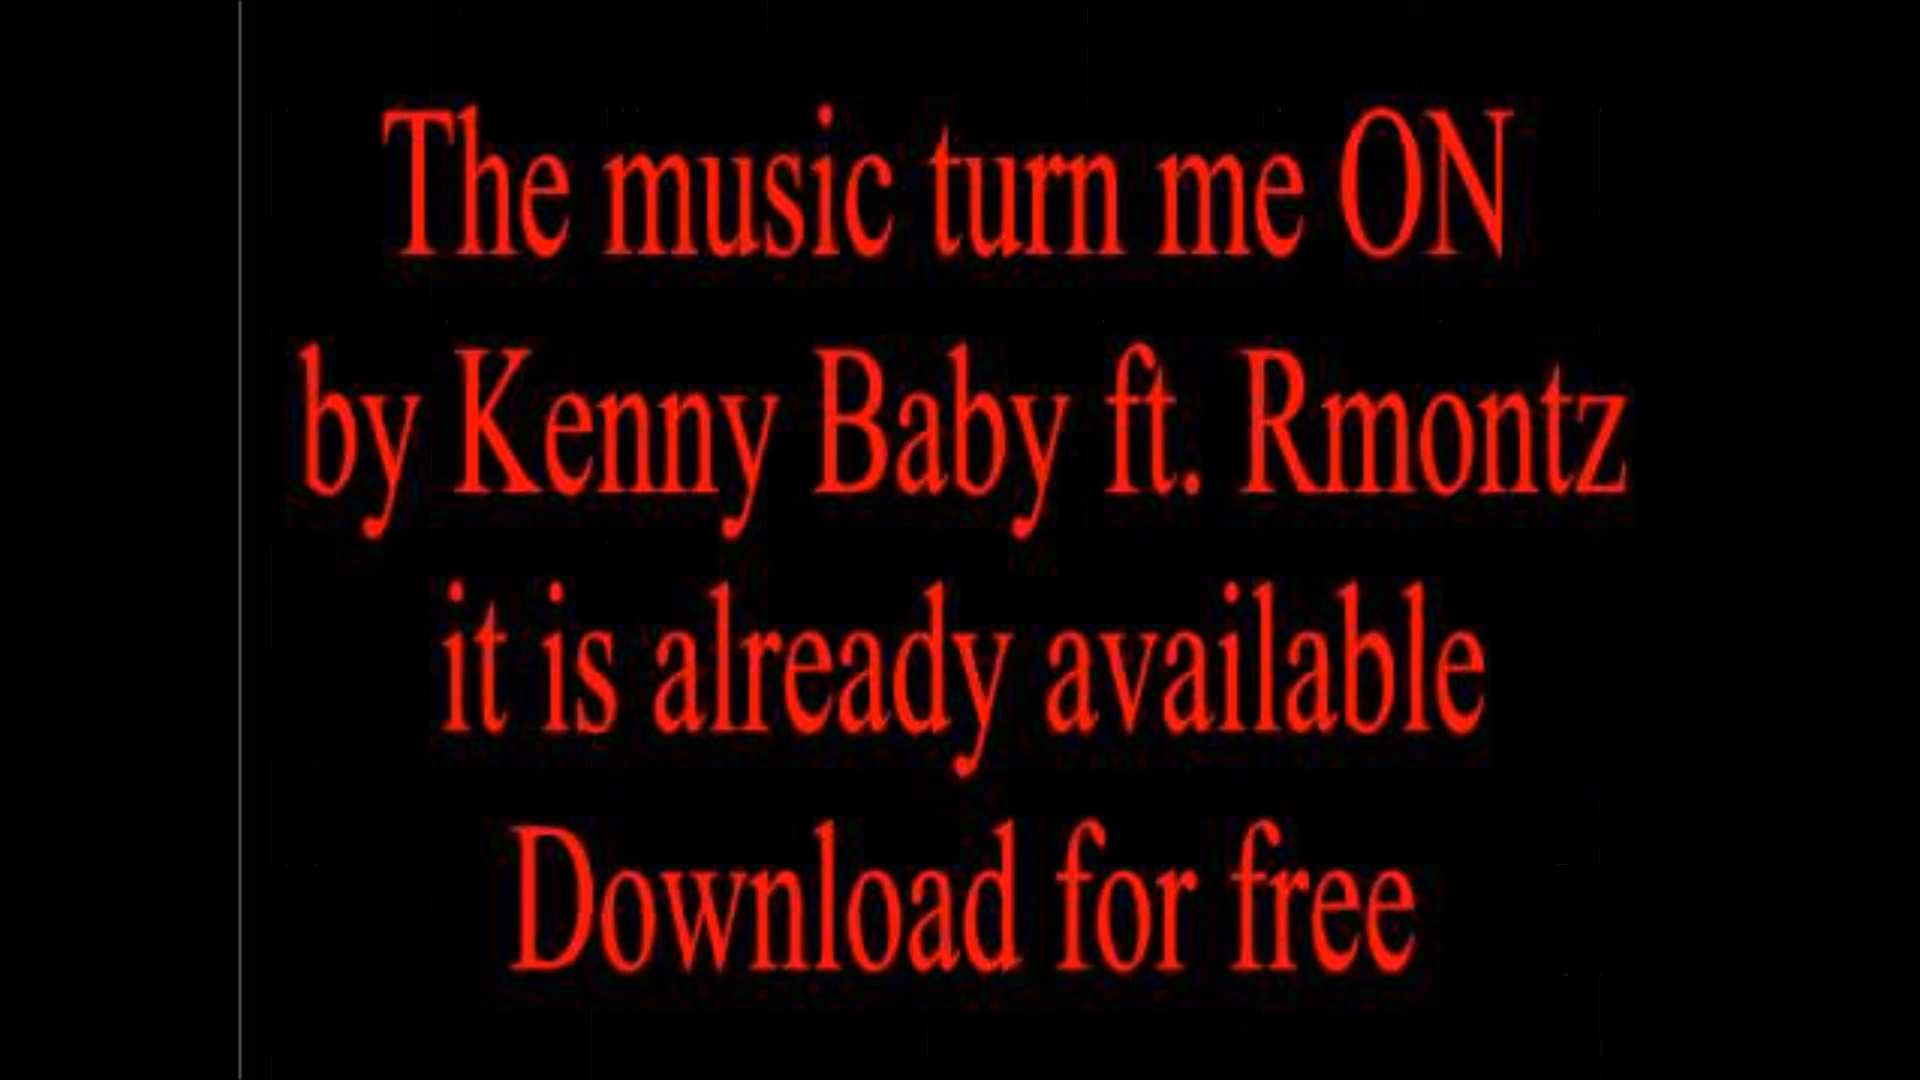 The music turn me ON
by Kenny Baby ft. Rmontz
it is already available
Download for free